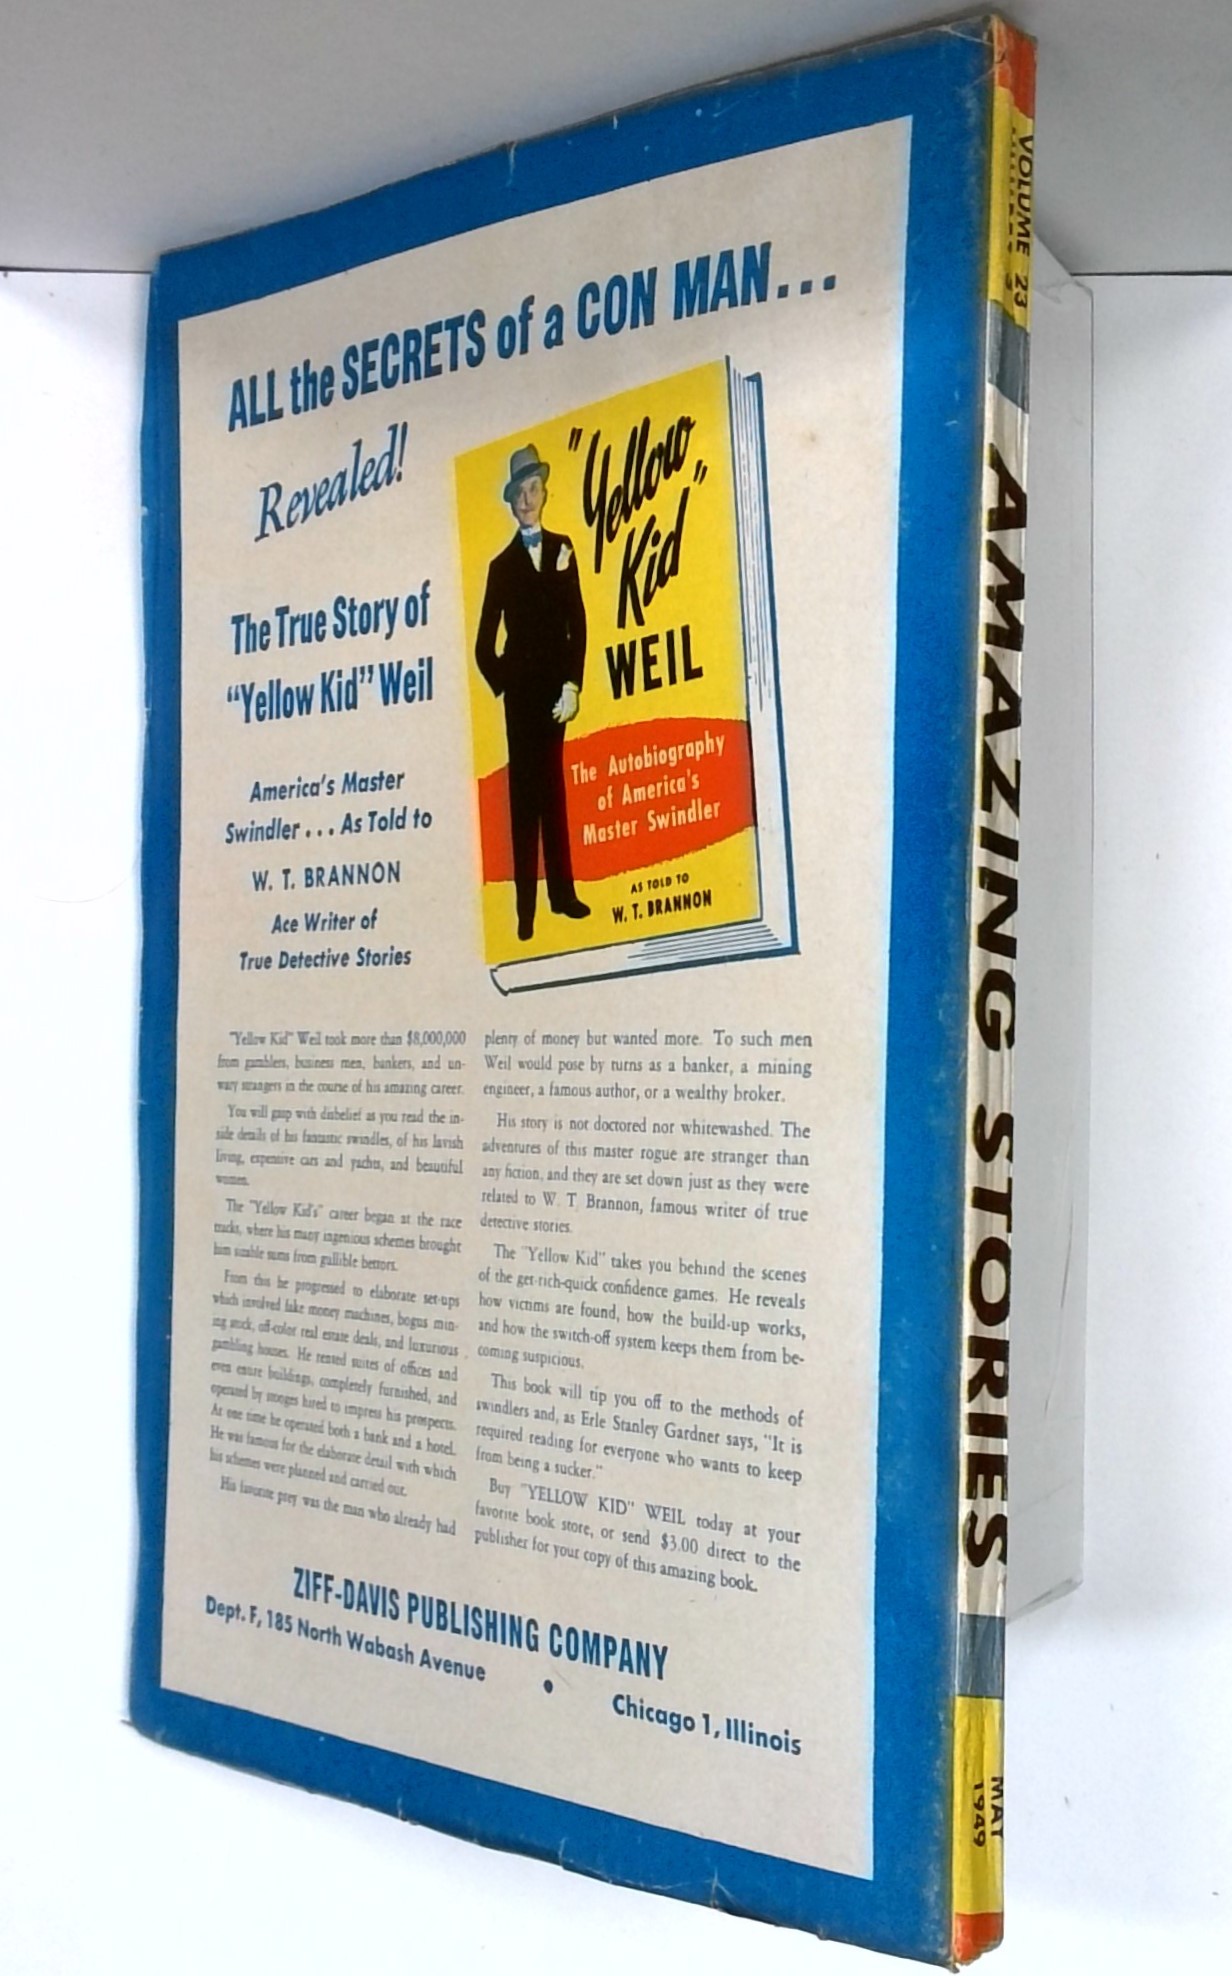 ALL the SECRETS of a CON MAN...
Revealed!
The True Story of
"Yellow Kid" Weil
America's Master
Swindler... As Told to
W. T. BRANNON
Ace Writer of
True Detective Stories
"Yellow
Kid"
WEIL
The Autobiography
of America's
Master Swindler
AS TOLD TO
W. T. BRANNON
"Yellow Kid" Weil took more than $8,000,000
from gamblers, business men, bankers, and un-
wary strangers in the course of his amazing career.
You will gasp with disbelief as you read the in-
side details of his fantastic swindles, of his lavish
living, expensive cars and yachts, and beautiful
women.
The "Yellow Kid's" career began at the race
tracks, where his many ingenious schemes brought
him sizable sums from gullible bettors.
From this he progressed to elaborate set-ups
which involved fake money machines, bogus min-
ing stock, off-color real estate deals, and luxurious
gambling houses. He rented suites of offices and
even entire buildings, completely furnished, and
operated by stooges hired to impress his prospects.
At one time he operated both a bank and a hotel.
He was famous for the elaborate detail with which
his schemes were planned and carried out.
His favorite prey was the man who already had
plenty of money but wanted more. To such men
Weil would pose by turns as a banker, a mining
engineer, a famous author, or a wealthy broker.
His story is not doctored nor whitewashed. The
adventures of this master rogue are stranger than
any fiction, and they are set down just as they were
related to W. T. Brannon, famous writer of true
detective stories.
The "Yellow Kid" takes you behind the scenes
of the get-rich-quick confidence games. He reveals
how victims are found, how the build-up works,
and how the switch-off system keeps them from be-
coming suspicious.
This book will tip you off to the methods of
swindlers and, as Erle Stanley Gardner says, "It is
required reading for everyone who wants to keep
from being a sucker."
Buy "YELLOW KID" WEIL today at your
favorite book store, or send $3.00 direct to the
publisher for your copy of this amazing book.
ZIFF-DAVIS PUBLISHING COMPANY
Dept. F, 185 North Wabash Avenue • Chicago 1, Illinois
VOLUME 23
AMAZING STORIES
MAY
1949